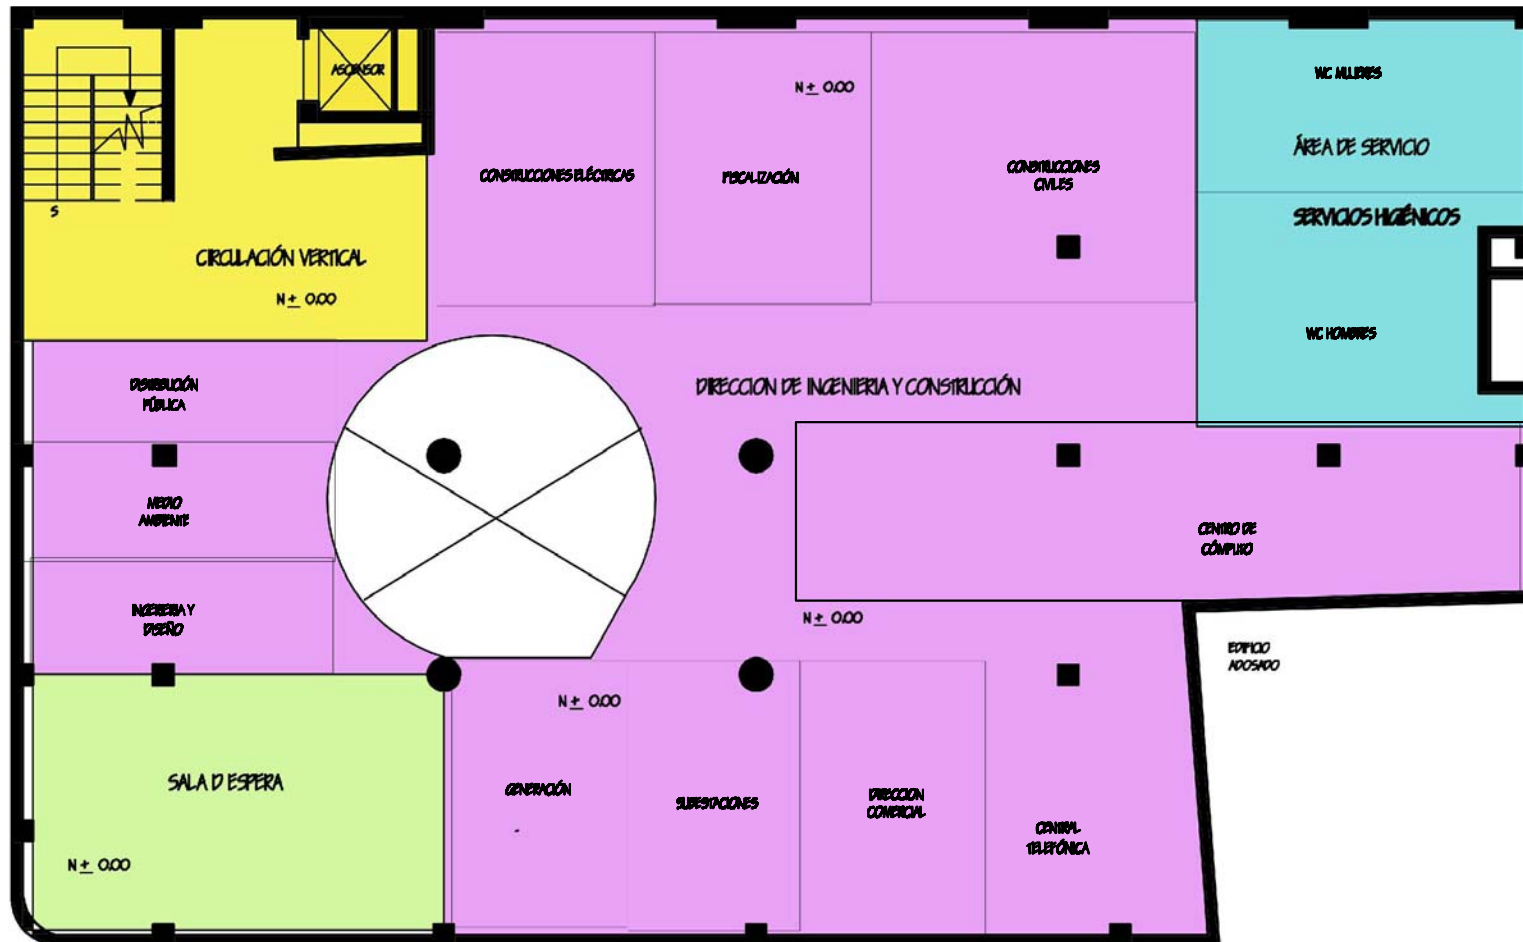 ASCENSOR
S
CIRCULACIÓN VERTICAL
N ± 0.00
CONSTRUCCIONES ELÉCTRICAS
FISCALIZACIÓN
N ± 0.00
CONSTRUCCIONES
CIVILES
WC MUJERES
ÁREA DE SERVICIO
SERVICIOS HIGIÉNICOS
WC HOMBRES
DISTRIBUCIÓN
PÚBLICA
MEDIO
AMBIENTE
INGENIERIA Y
DISEÑO
DIRECCION DE INGENIERIA Y CONSTRUCCIÓN
CENTRO DE
CÓMPUTO
N ± 0.00
EDIFICIO
ADOSADO
SALA D ESPERA
N ± 0.00
N ± 0.00
GENERACIÓN
SUBESTACIONES
DIRECCION
COMERCIAL
CENTRAL
TELEFÓNICA